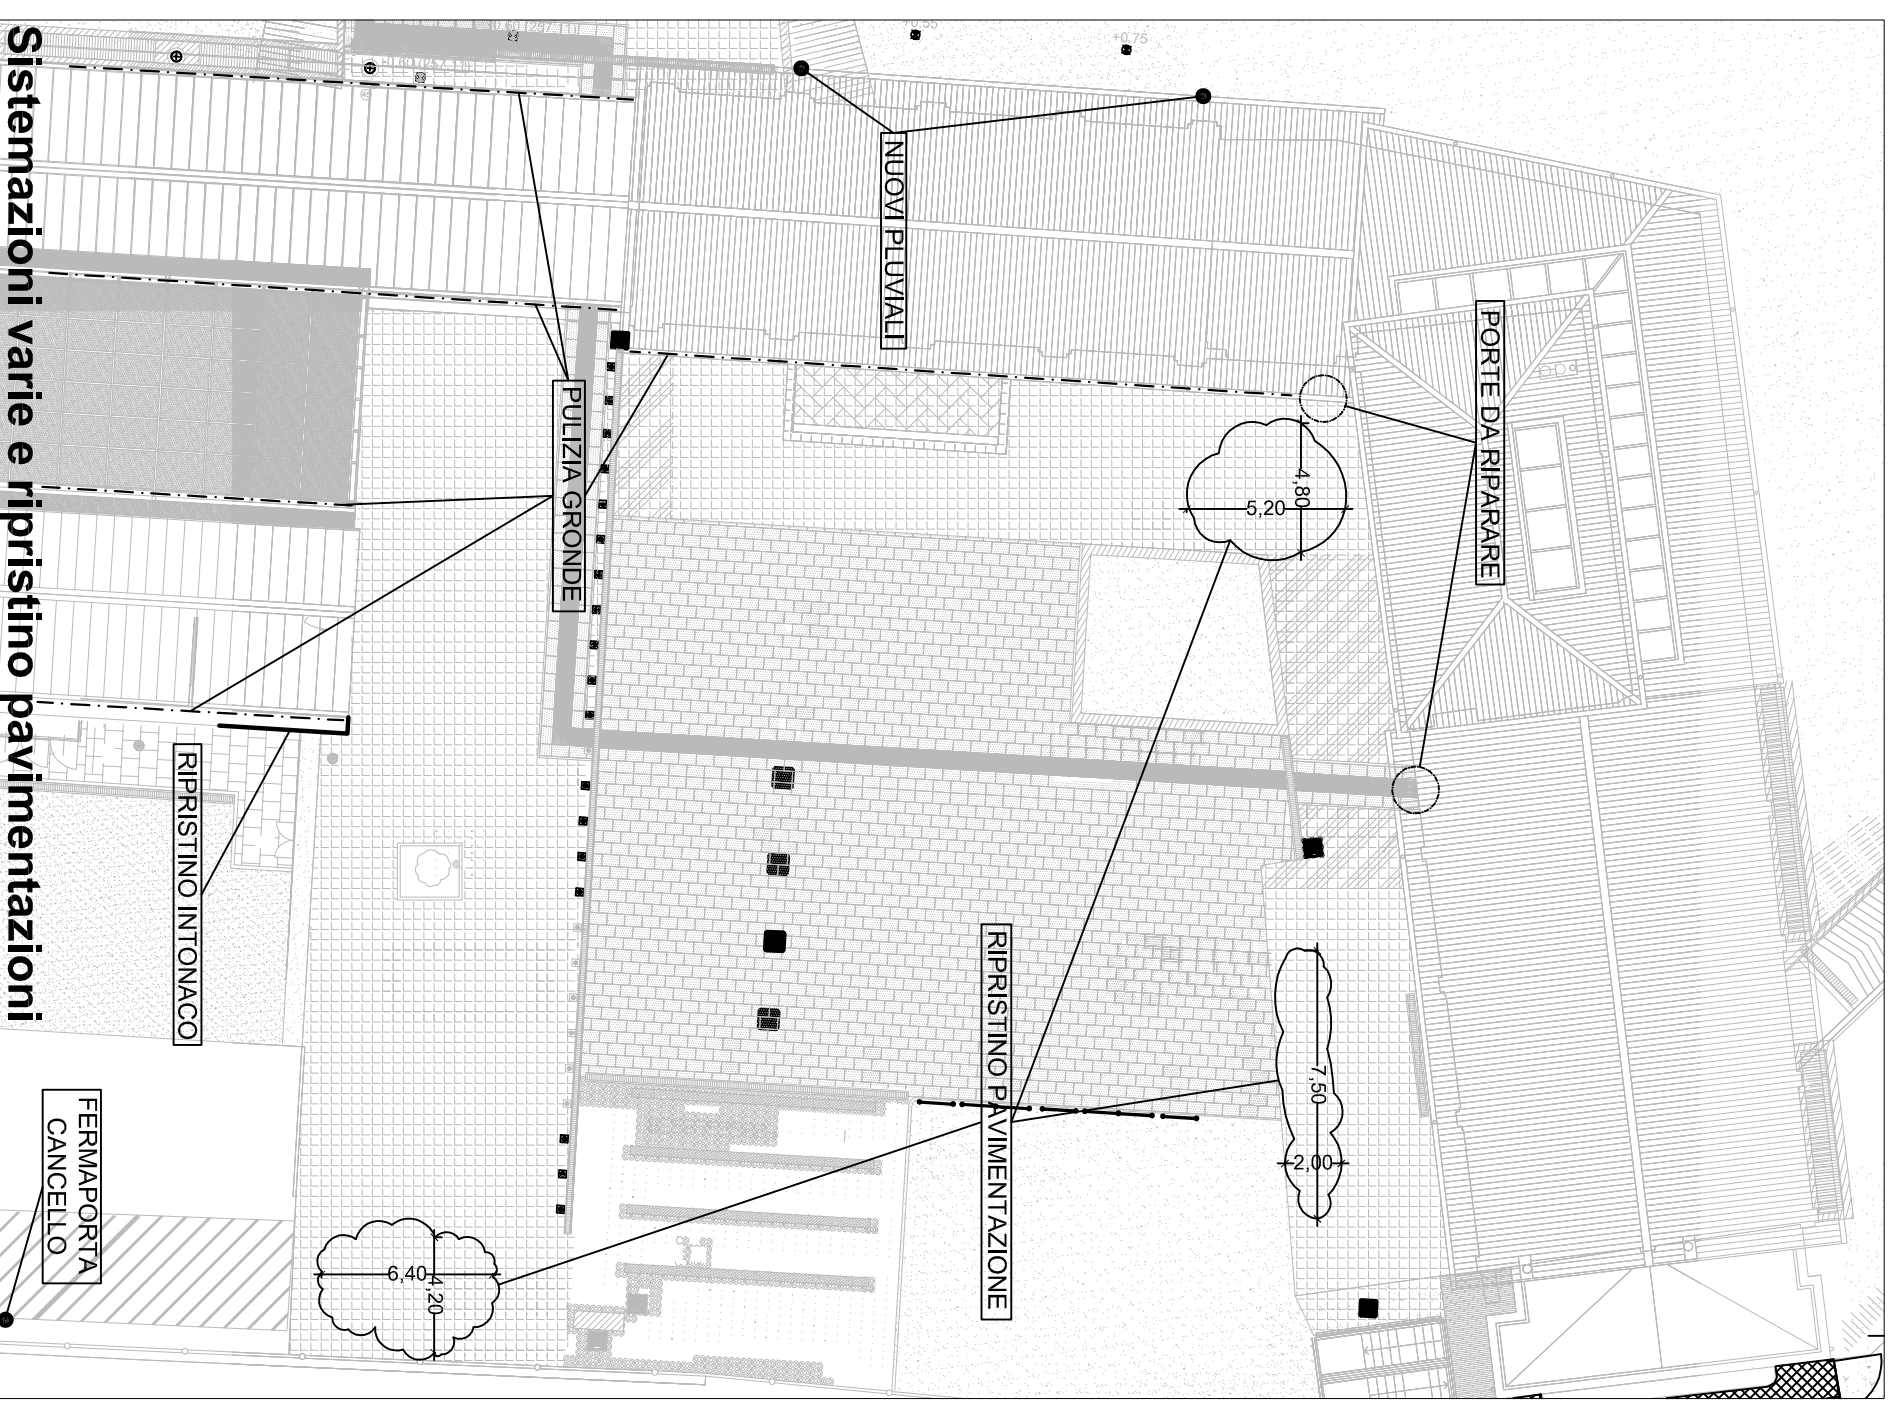 Sistemazioni varie e ripristino pavimentazioni
NUOVI PLUVIALI
PORTE DA RIPARARE
PULIZIA GRONDE
RIPRISTINO INTONACO
RIPRISTINO PAVIMENTAZIONE
FERMAPORTA
CANCELLO
4,80
5,20
7,50
2,00
6,40
4,20
+0.55
+0.75